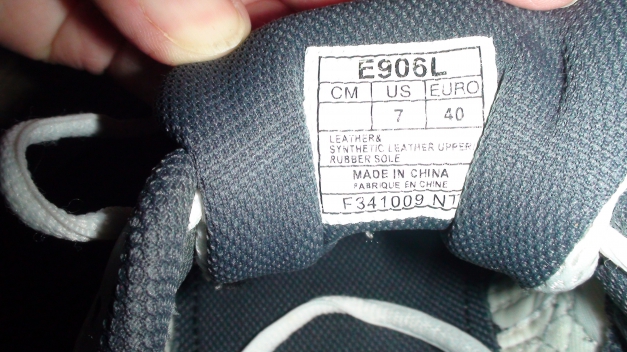 E906L
CM US EURO
7 40
LEATHER&
SYNTHETIC LEATHER UPPER
RUBBER SOLE
MADE IN CHINA
FABRIQUE EN CHINE
F341009 NT